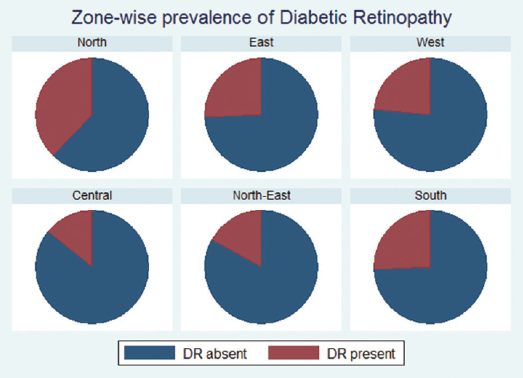 Zone-wise prevalence of Diabetic Retinopathy
North East West
Central North-East South
DR absent DR present